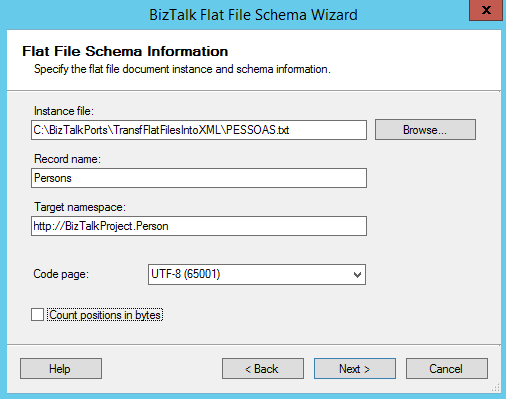 BizTalk Flat File Schema Wizard
x
Flat File Schema Information
Specify the flat file document instance and schema information.
Instance file:
C:\BizTalkPorts\TransfFlatFilesIntoXML\PESSOAS.txt
Browse...
Record name:
Persons
Target namespace:
http://BizTalkProject.Person
Code page:
UTF-8 (65001)
Count positions in bytes
Help
< Back
Next >
Cancel